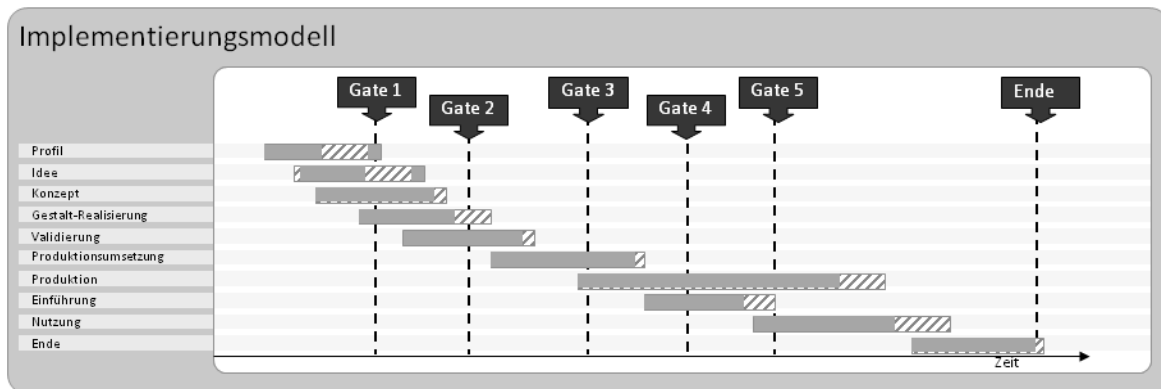 Implementierungsmodell
Gate 1
Gate 2
Gate 3
Gate 4
Gate 5
Ende
Profil
Idee
Konzept
Gestalt-Realisierung
Validierung
Produktionsumsetzung
Produktion
Einführung
Nutzung
Ende
Zeit